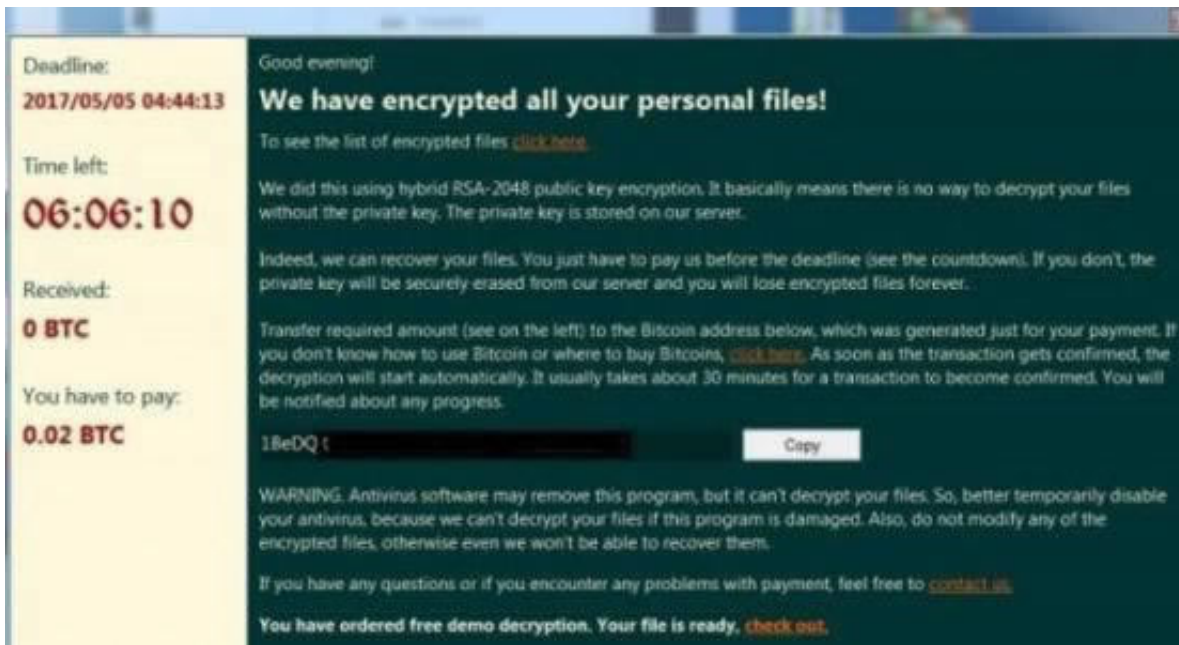 Deadline:
2017/05/05 04:44:13
Time left:
06:06:10
Received:
0 BTC
You have to pay:
0.02 BTC
Good evening!
We have encrypted all your personal files!
To see the list of encrypted files click here.
We did this using hybrid RSA-2048 public key encryption. It basically means there is no way to decrypt your files
without the private key. The private key is stored on our server.
Indeed, we can recover your files. You just have to pay us before the deadline (see the countdown). If you don't, the
private key will be securely erased from our server and you will lose encrypted files forever.
Transfer required amount (see on the left) to the Bitcoin address below, which was generated just for your payment. If
you don't know how to use Bitcoin or where to buy Bitcoins, click here. As soon as the transaction gets confirmed, the
decryption will start automatically. It usually takes about 30 minutes for a transaction to become confirmed. You will
be notified about any progress.
18eDQ
Copy
WARNING. Antivirus software may remove this program, but it can't decrypt your files. So, better temporarily disable
your antivirus, because we can't decrypt your files if this program is damaged. Also, do not modify any of the
encrypted files, otherwise even we won't be able to recover them.
If you have any questions or if you encounter any problems with payment, feel free to contact us.
You have ordered free demo decryption. Your file is ready, check out.